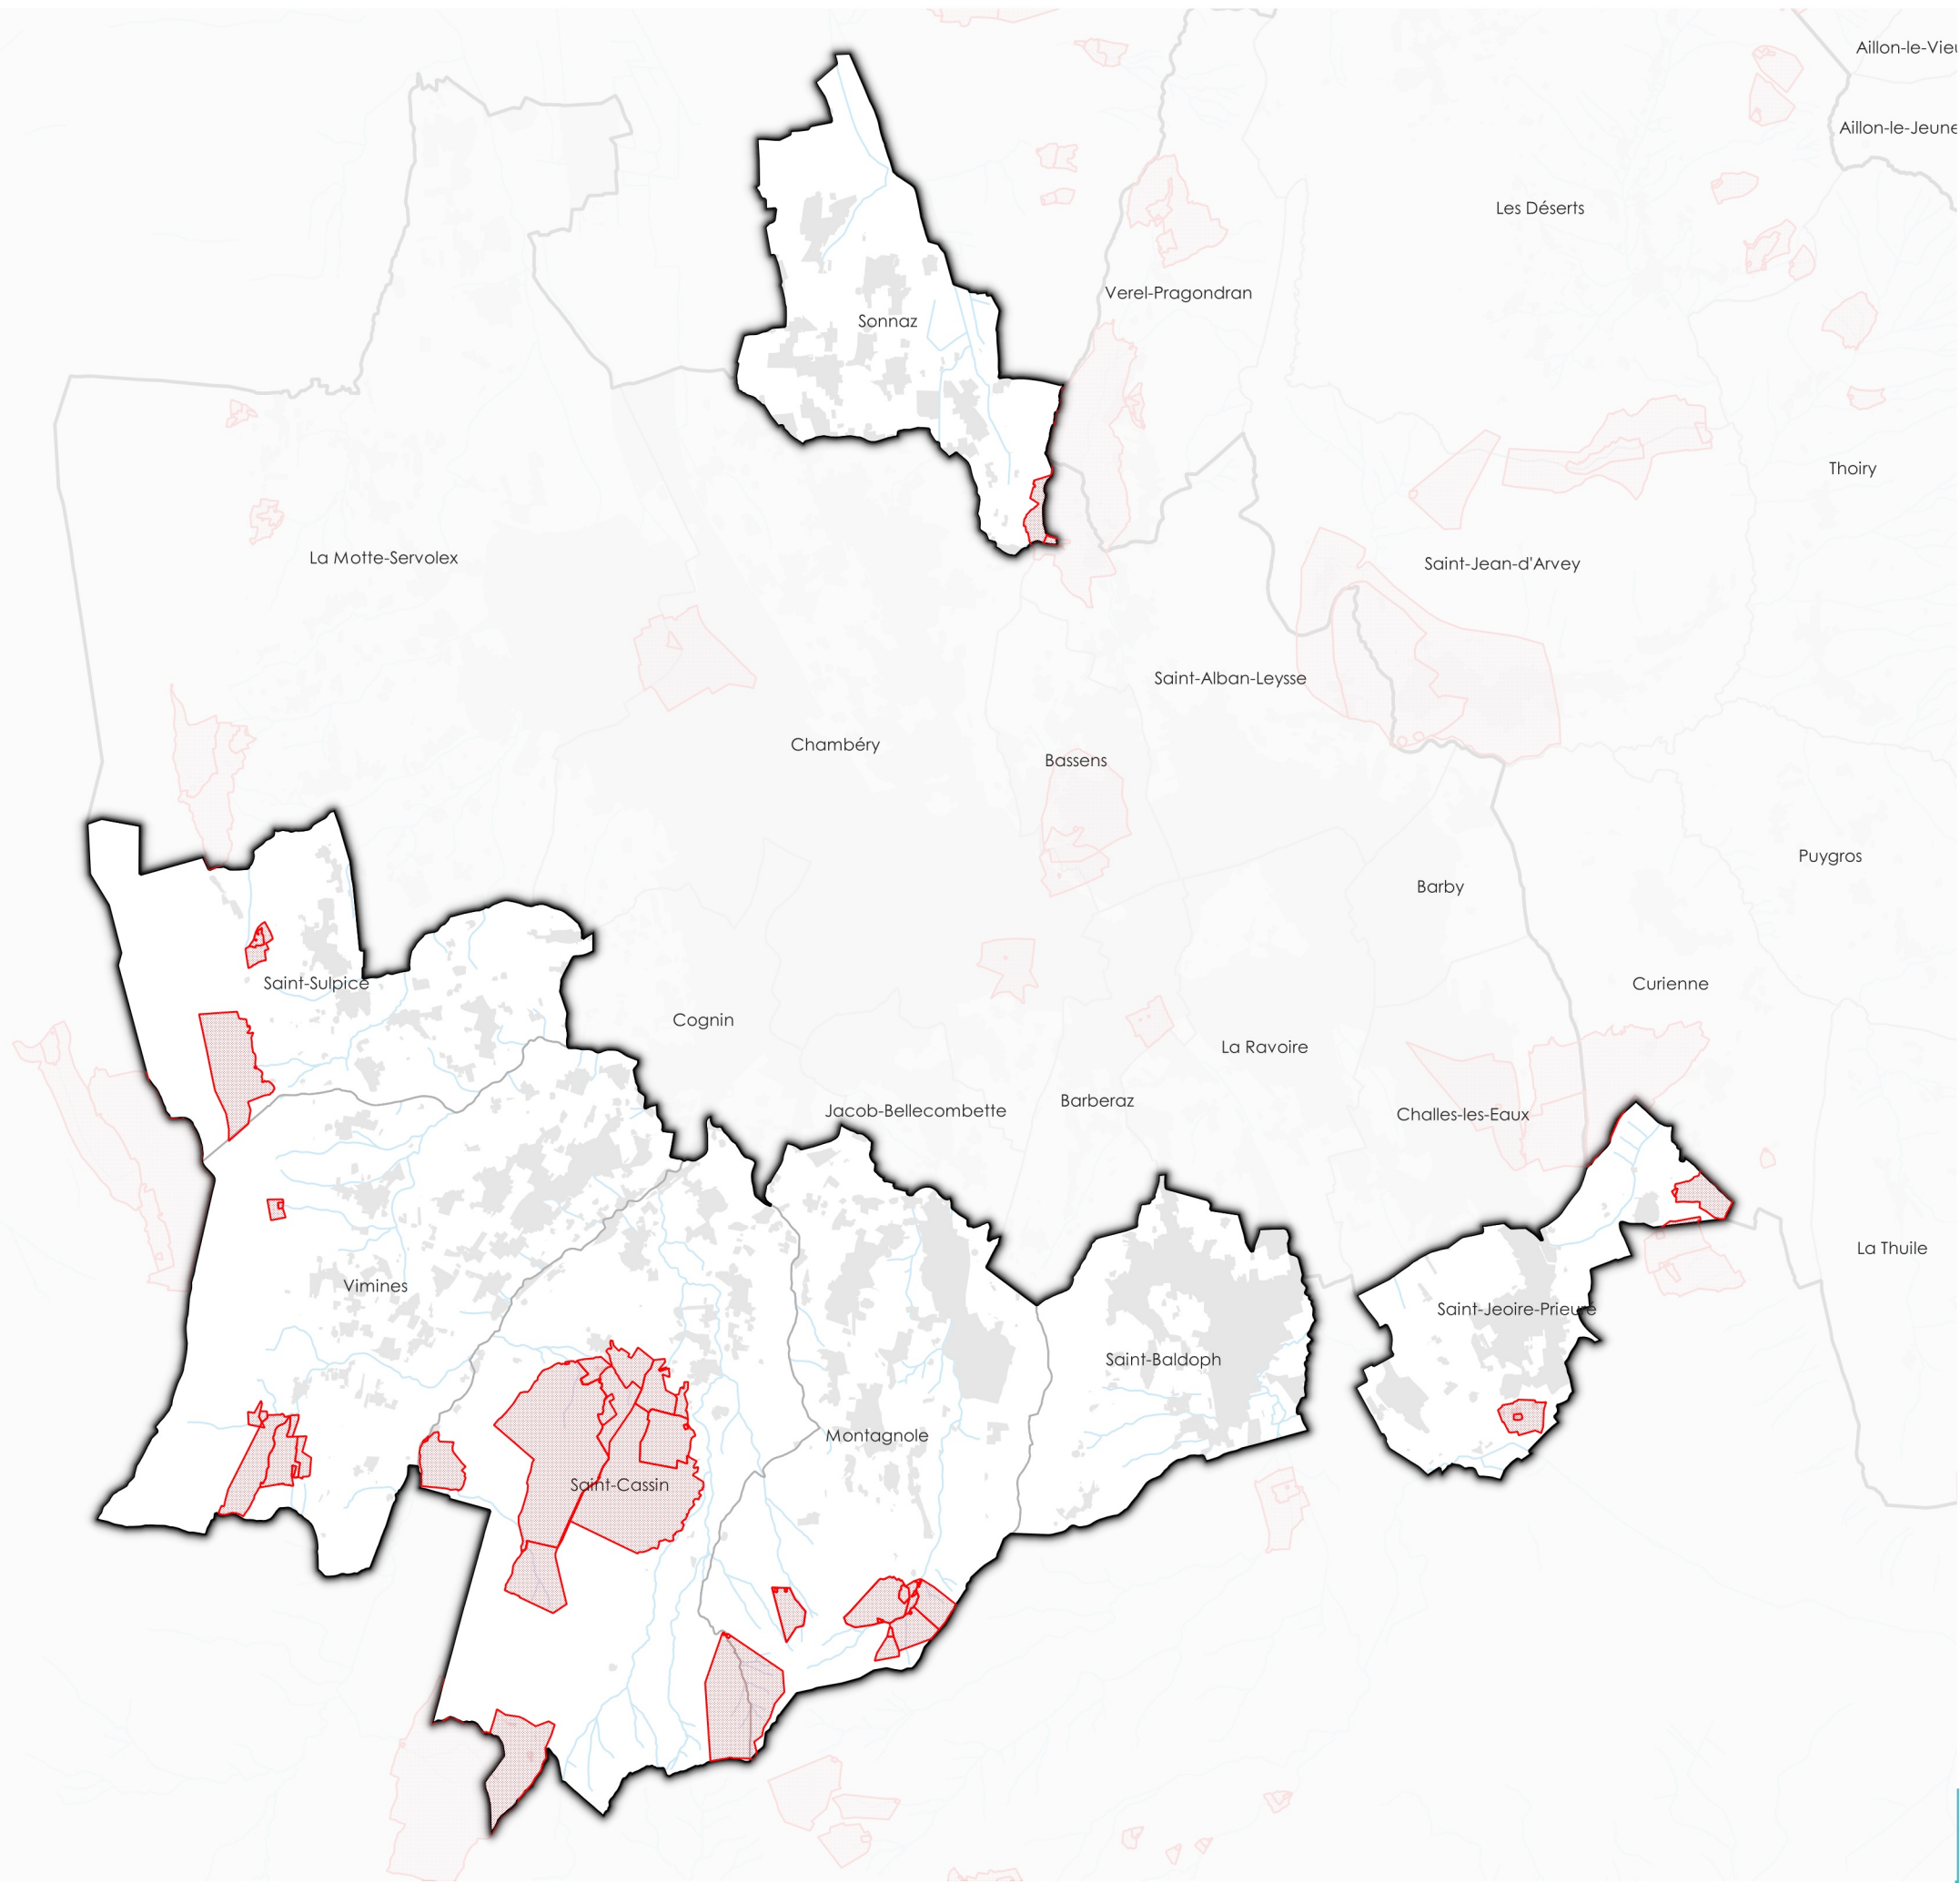 Aillon-le-Vieu
Aillon-le-Jeune
Les Déserts
Verel-Pragondran
Sonnaz
Thoiry
La Motte-Servolex
Saint-Jean-d'Arvey
Saint-Alban-Leysse
Chambéry
Bassens
Puygros
Barby
Saint-Sulpice
Curienne
Cognin
La Ravoire
Barberaz
Jacob-Bellecombette
Challes-les-Eaux
La Thuile
Vimines
Saint-Jeoire-Prieuré
Saint-Baldoph
Montagnole
Saint-Cassin